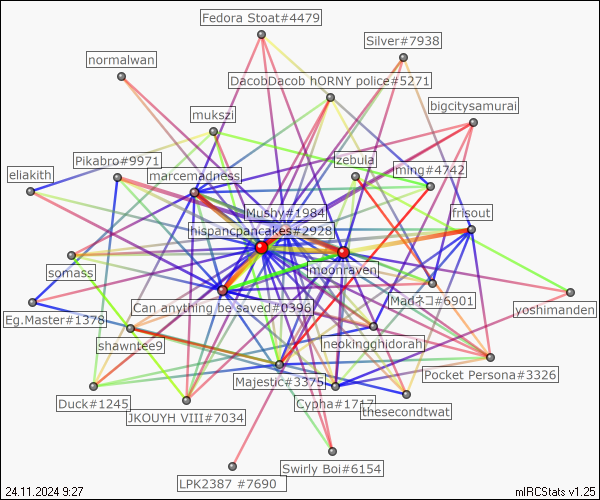 Fedora Stoat#4479
Silver#7938
normalwan
DacobDacob hORNY police#5271
bigcitysamurai
mukszi
Pikabro#9971
zebula
eliakith
marcemadness
ming#4742
Mushy#1984
frisout
hispancpancakes#2928
somass
moonraven
Can anything be saved#0396
Madネコ#6901
yoshimanden
Eg.Master#1378
shawntee9
neokingghidorah
Majestic#3375
Pocket Persona#3326
Duck#1245
JKOUYH VIII#7034
Cypha#1717
thesecondtwat
Swirly Boi#6154
LPK2387 #7690
24.11.2024 9:27
mIRCStats v1.25